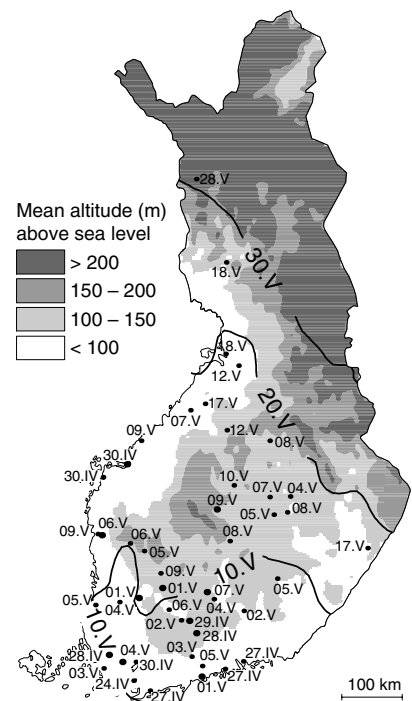 28.V
Mean altitude (m)
above sea level
> 200
150 – 200
100 – 150
< 100
30.V
18.V
18.V
12.V
20.V
17.V
07.V
09.V
12.V
08.V
30.IV
30.IV
10.V
07.V
04.V
09.V
05.V
08.V
09.V
06.V
06.V
08.V
17.V
05.V
09.V
10.V
05.V
01.V
01.V
07.V
05.V
04.V
06.V
04.V
02.V
10.V
02.V
29.IV
28.IV
28.IV
04.V
03.V
05.V
27.IV
03.V
30.IV
27.IV
24.IV
27.IV
01.V
100 km